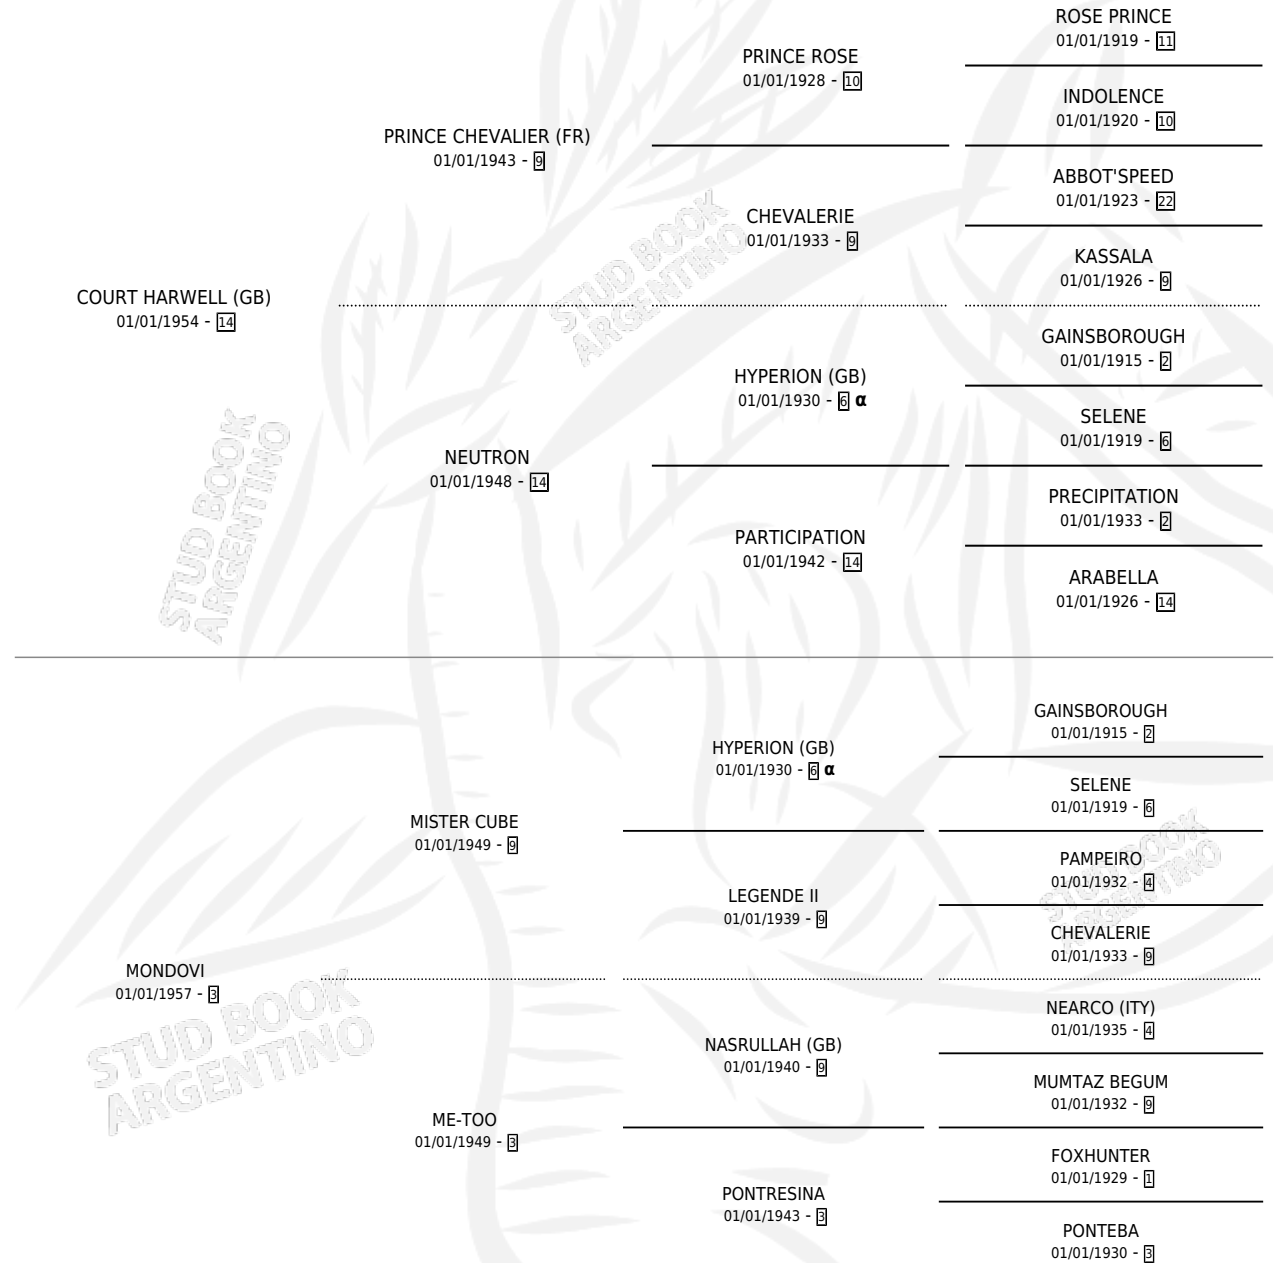 ROSE PRINCE
01/01/1919 - 11
PRINCE ROSE
01/01/1928 - 10
INDOLENCE
01/01/1920 - 10
PRINCE CHEVALIER (FR)
01/01/1943 - 9
ABBOT'SPEED
01/01/1923 - 22
CHEVALERIE
01/01/1933 - 9
KASSALA
01/01/1926 - 9
COURT HARWELL (GB)
01/01/1954 - 14
GAINSBOROUGH
01/01/1915 - 2
HYPERION (GB)
01/01/1930 - 6 α
SELENE
01/01/1919 - 6
NEUTRON
01/01/1948 - 14
PRECIPITATION
01/01/1933 - 2
PARTICIPATION
01/01/1942 - 14
ARABELLA
01/01/1926 - 14
STUD BOOK
ARGENTINO
STUD BOOK
ARGENTINO
GAINSBOROUGH
01/01/1915 - 2
HYPERION (GB)
01/01/1930 - 6 α
SELENE
01/01/1919 - 6
MISTER CUBE
01/01/1949 - 9
PAMPEIRO
01/01/1932 - 4
LEGENDE II
01/01/1939 - 9
CHEVALERIE
01/01/1933 - 9
MONDOVI
01/01/1957 - 3
NEARCO (ITY)
01/01/1935 - 4
NASRULLAH (GB)
01/01/1940 - 9
MUMTAZ BEGUM
01/01/1932 - 9
ME-TOO
01/01/1949 - 3
FOXHUNTER
01/01/1929 - 1
PONTRESINA
01/01/1943 - 3
PONTEBA
01/01/1930 - 3
STUD BOOK
ARGENTINO
STUD BOOK
ARGENTINO